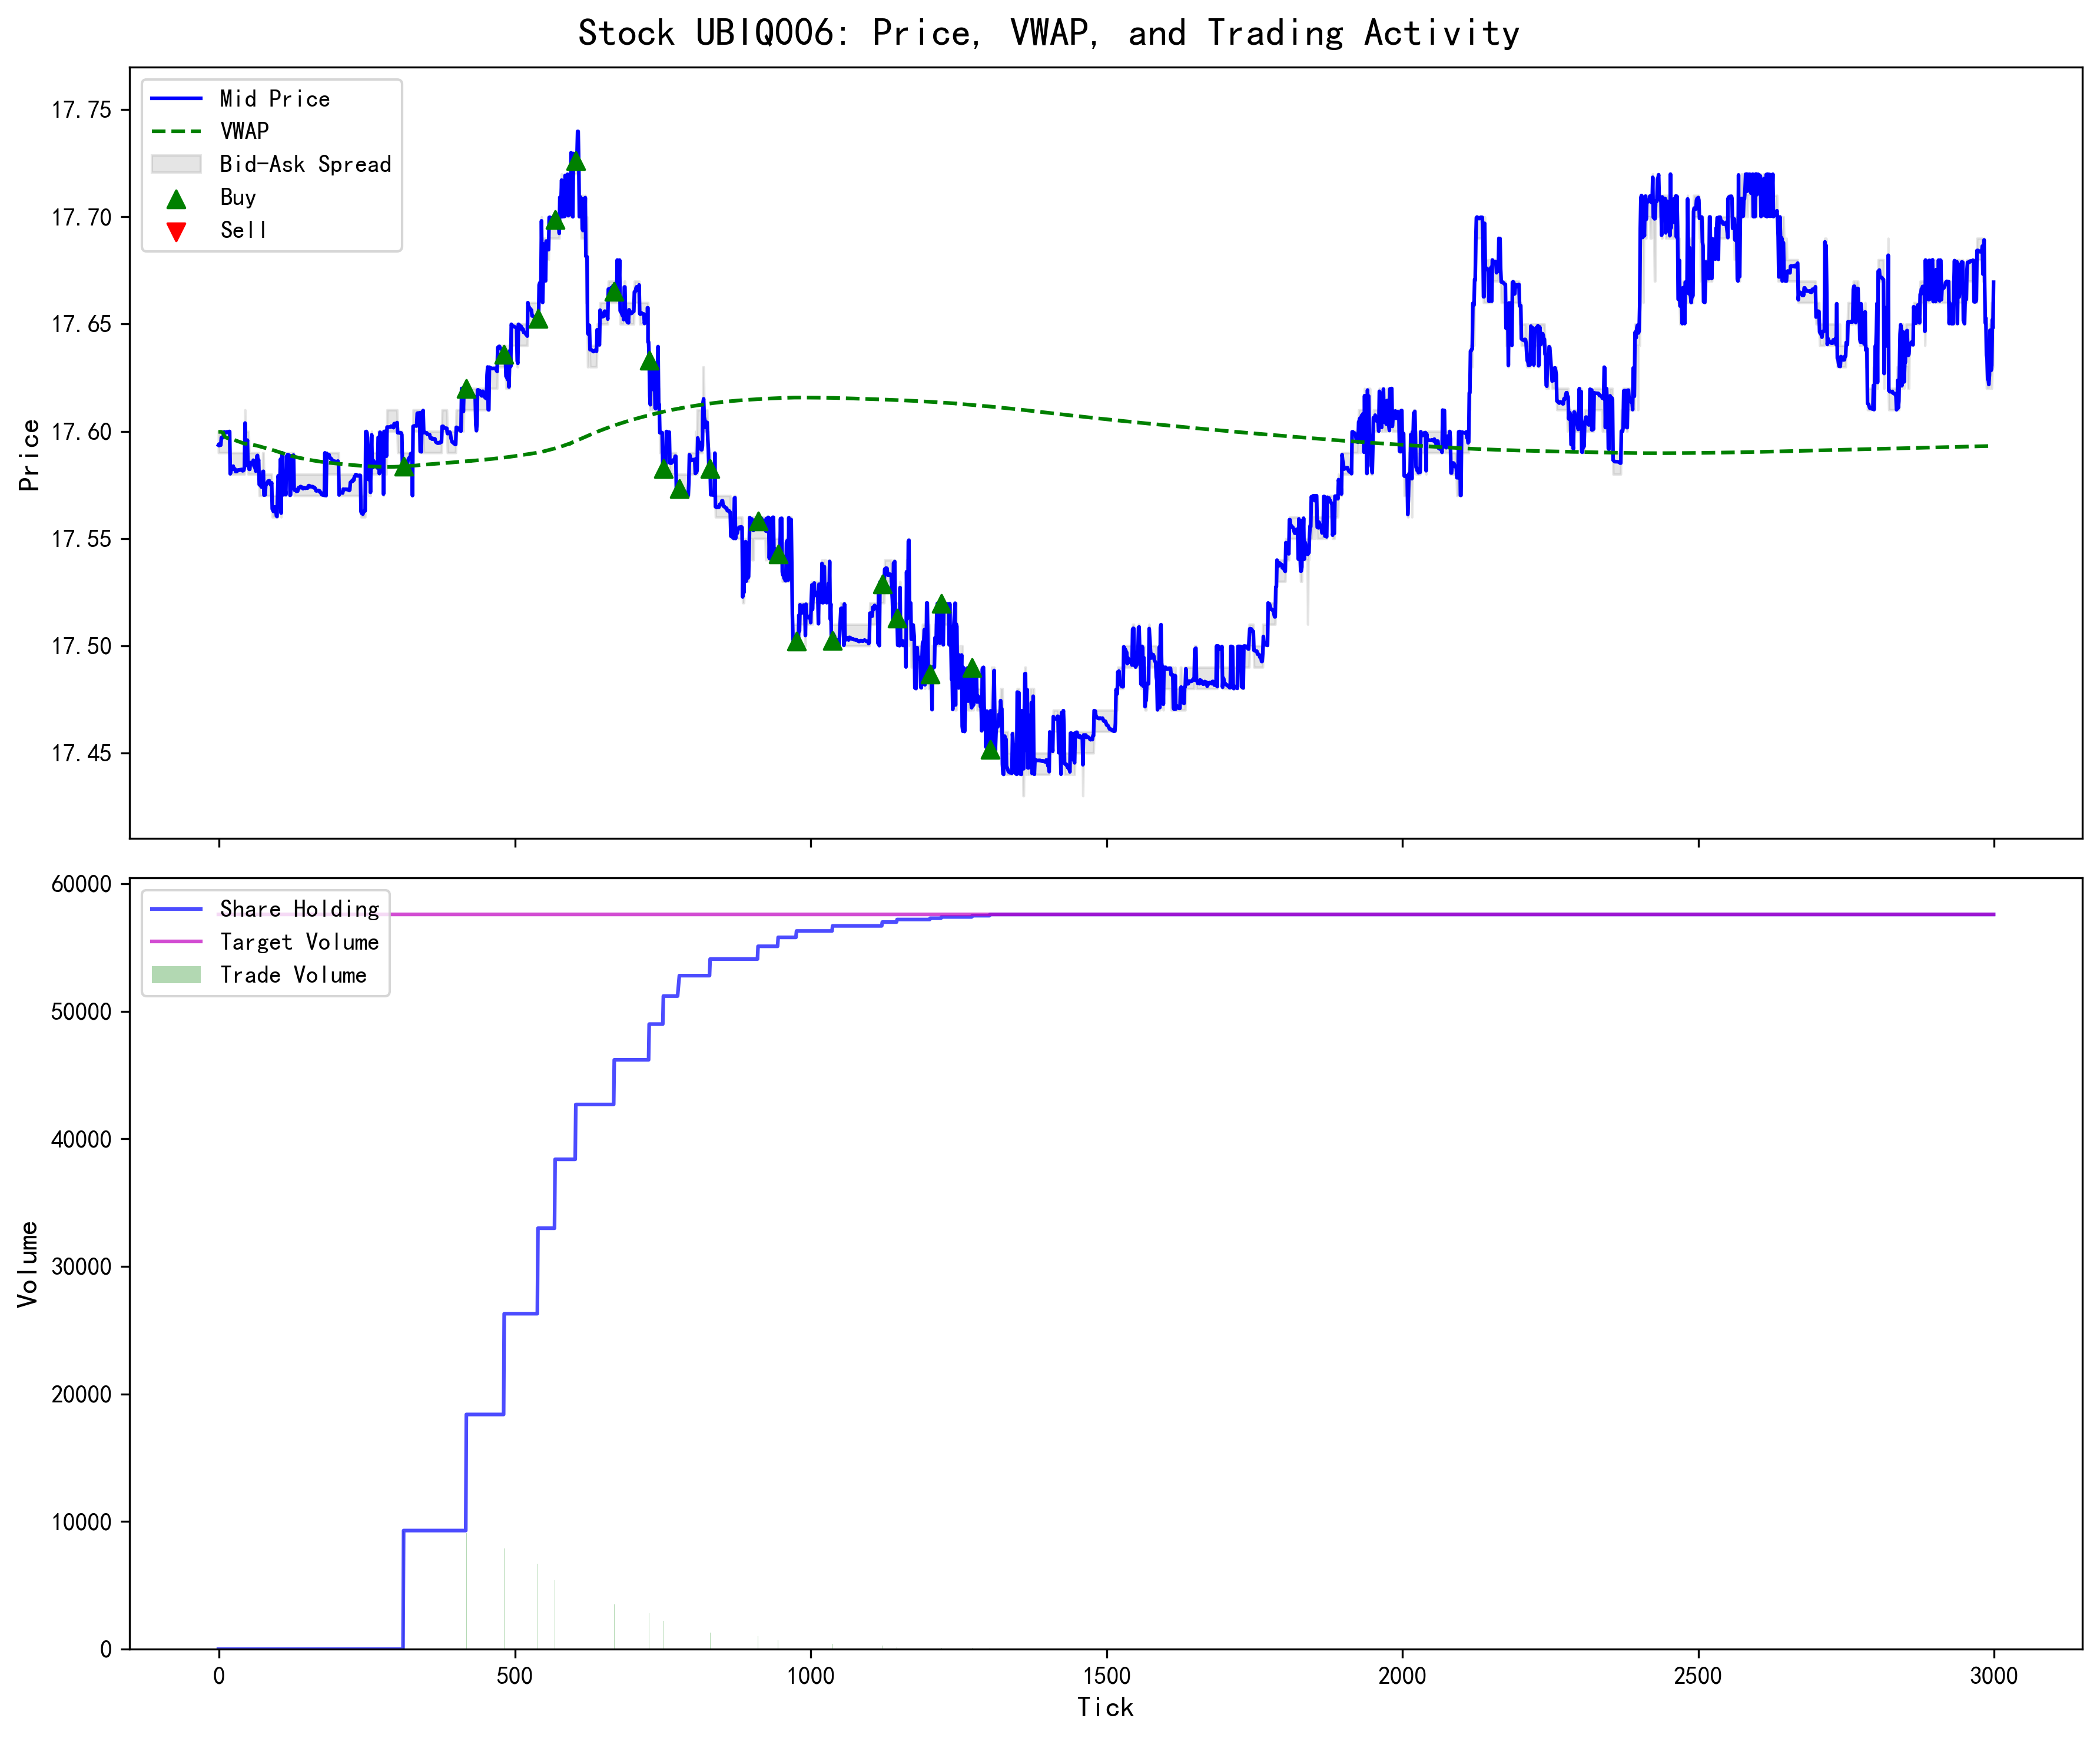 Stock UBIQ006: Price, VWAP, and Trading Activity
Mid Price
VWAP
Bid-Ask Spread
Buy
Sell
Price
17.75
17.70
17.65
17.60
17.55
17.50
17.45
Share Holding
Target Volume
Trade Volume
Volume
60000
50000
40000
30000
20000
10000
0
0 500 1000 1500 2000 2500 3000
Tick